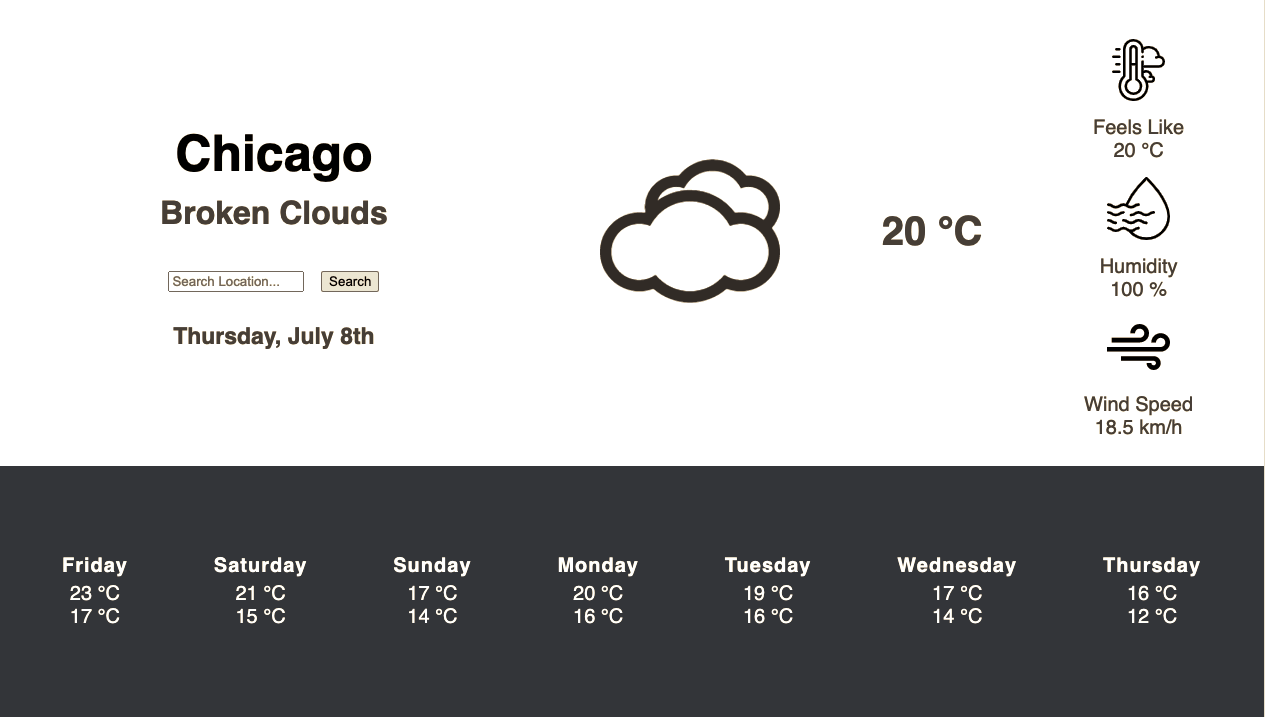 Chicago
Broken Clouds
Search Location...
Search
Thursday, July 8th
20 °C
Feels Like
20 °C
Humidity
100 %
Wind Speed
18.5 km/h
Friday
23 °C
17 °C
Saturday
21 °C
15 °C
Sunday
17 °C
14 °C
Monday
20 °C
16 °C
Tuesday
19 °C
16 °C
Wednesday
17 °C
14 °C
Thursday
16 °C
12 °C